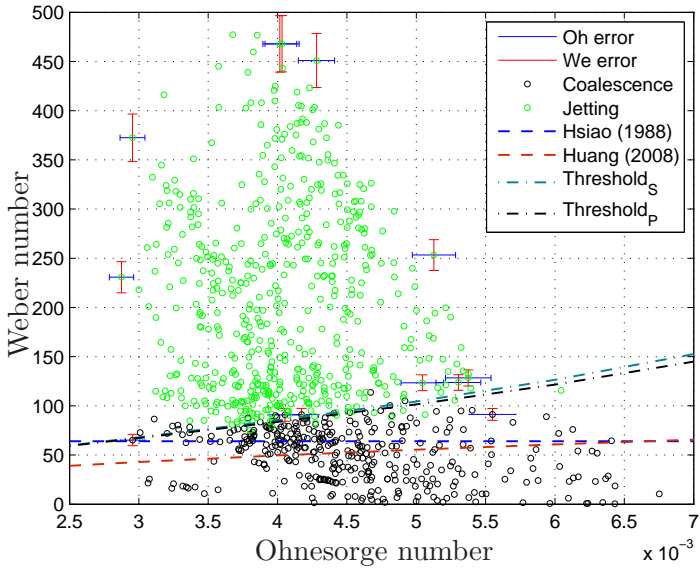 500
450
400
350
300
250
200
150
100
50
0
Weber number
Oh error
We error
Coalescence
Jetting
Hsiao (1988)
Huang (2008)
Threshold_S
Threshold_P
2.5
3
3.5
4
4.5
5
5.5
6
6.5
7
x 10⁻³
Ohnesorge number